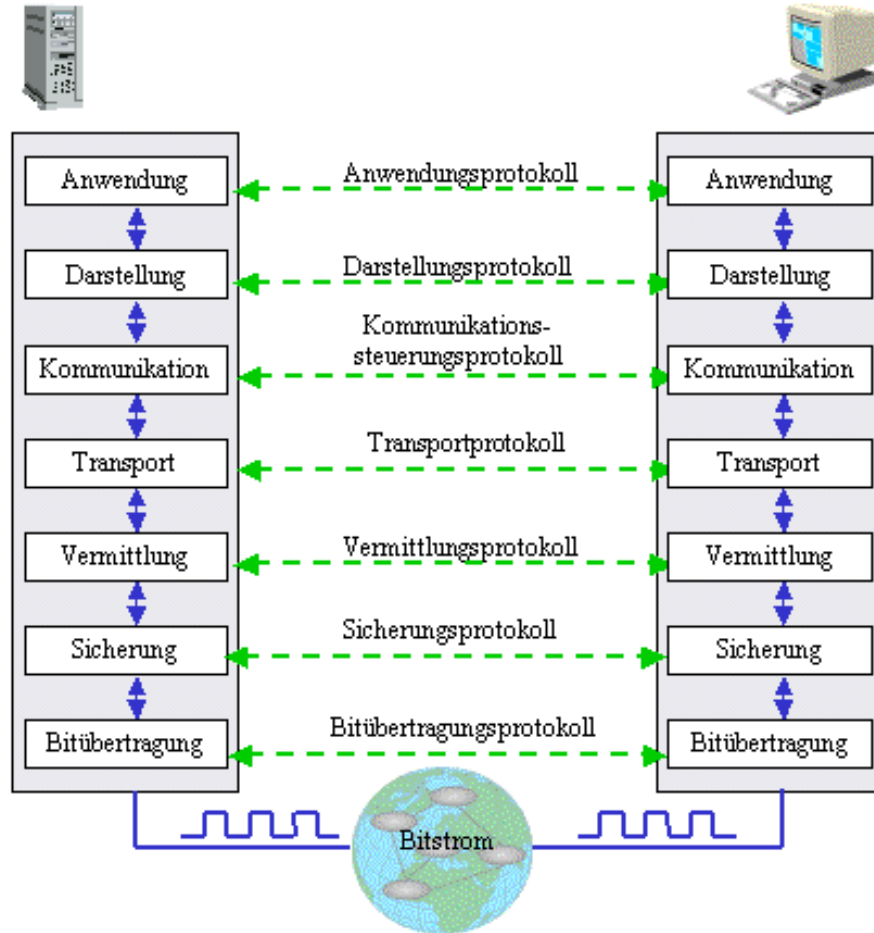 Anwendung
Anwendungsprotokoll
Anwendung
Darstellung
Darstellungsprotokoll
Darstellung
Kommunikation
Kommunikations-
steuerungsprotokoll
Kommunikation
Transport
Transportprotokoll
Transport
Vermittlung
Vermittlungsprotokoll
Vermittlung
Sicherung
Sicherungsprotokoll
Sicherung
Bitübertragung
Bitübertragungsprotokoll
Bitübertragung
Bitstrom